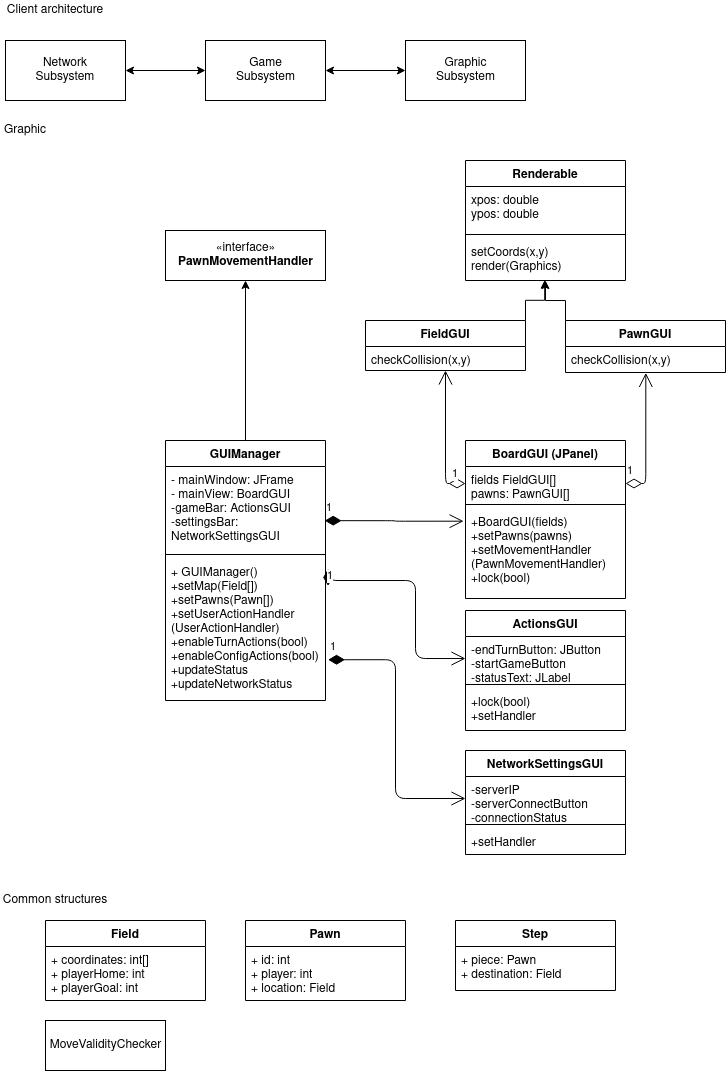 Client architecture
Network
Subsystem
Game
Subsystem
Graphic
Subsystem
Graphic
Renderable
xpos: double
ypos: double
setCoords(x,y)
render(Graphics)
«interface»
PawnMovementHandler
FieldGUI
checkCollision(x,y)
PawnGUI
checkCollision(x,y)
GUIManager
- mainWindow: JFrame
- mainView: BoardGUI
-gameBar: ActionsGUI
-settingsBar:
NetworkSettingsGUI
+ GUIManager()
+setMap(Field[])
+setPawns(Pawn[])
+setUserActionHandler
(UserActionHandler)
+enableTurnActions(bool)
+enableConfigActions(bool)
+updateStatus
+updateNetworkStatus
1
1
1
1
1
BoardGUI (JPanel)
fields FieldGUI[]
pawns: PawnGUI[]
+BoardGUI(fields)
+setPawns(pawns)
+setMovementHandler
(PawnMovementHandler)
+lock(bool)
ActionsGUI
-endTurnButton: JButton
-startGameButton
-statusText: JLabel
+lock(bool)
+setHandler
NetworkSettingsGUI
-serverIP
-serverConnectButton
-connectionStatus
+setHandler
Common structures
Field
+ coordinates: int[]
+ playerHome: int
+ playerGoal: int
Pawn
+ id: int
+ player: int
+ location: Field
Step
+ piece: Pawn
+ destination: Field
MoveValidityChecker